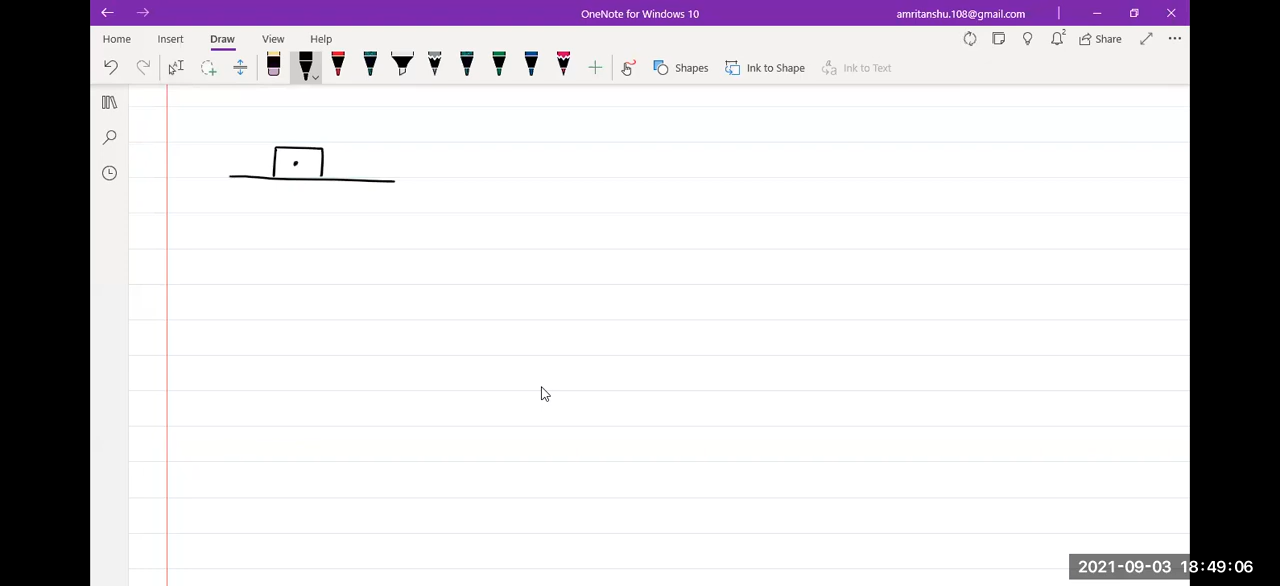 OneNote for Windows 10
amritanshu.108@gmail.com
Home Insert Draw View Help
2
Share
Shapes
Ink to Shape
Ink to Text
2021-09-03 18:49:06